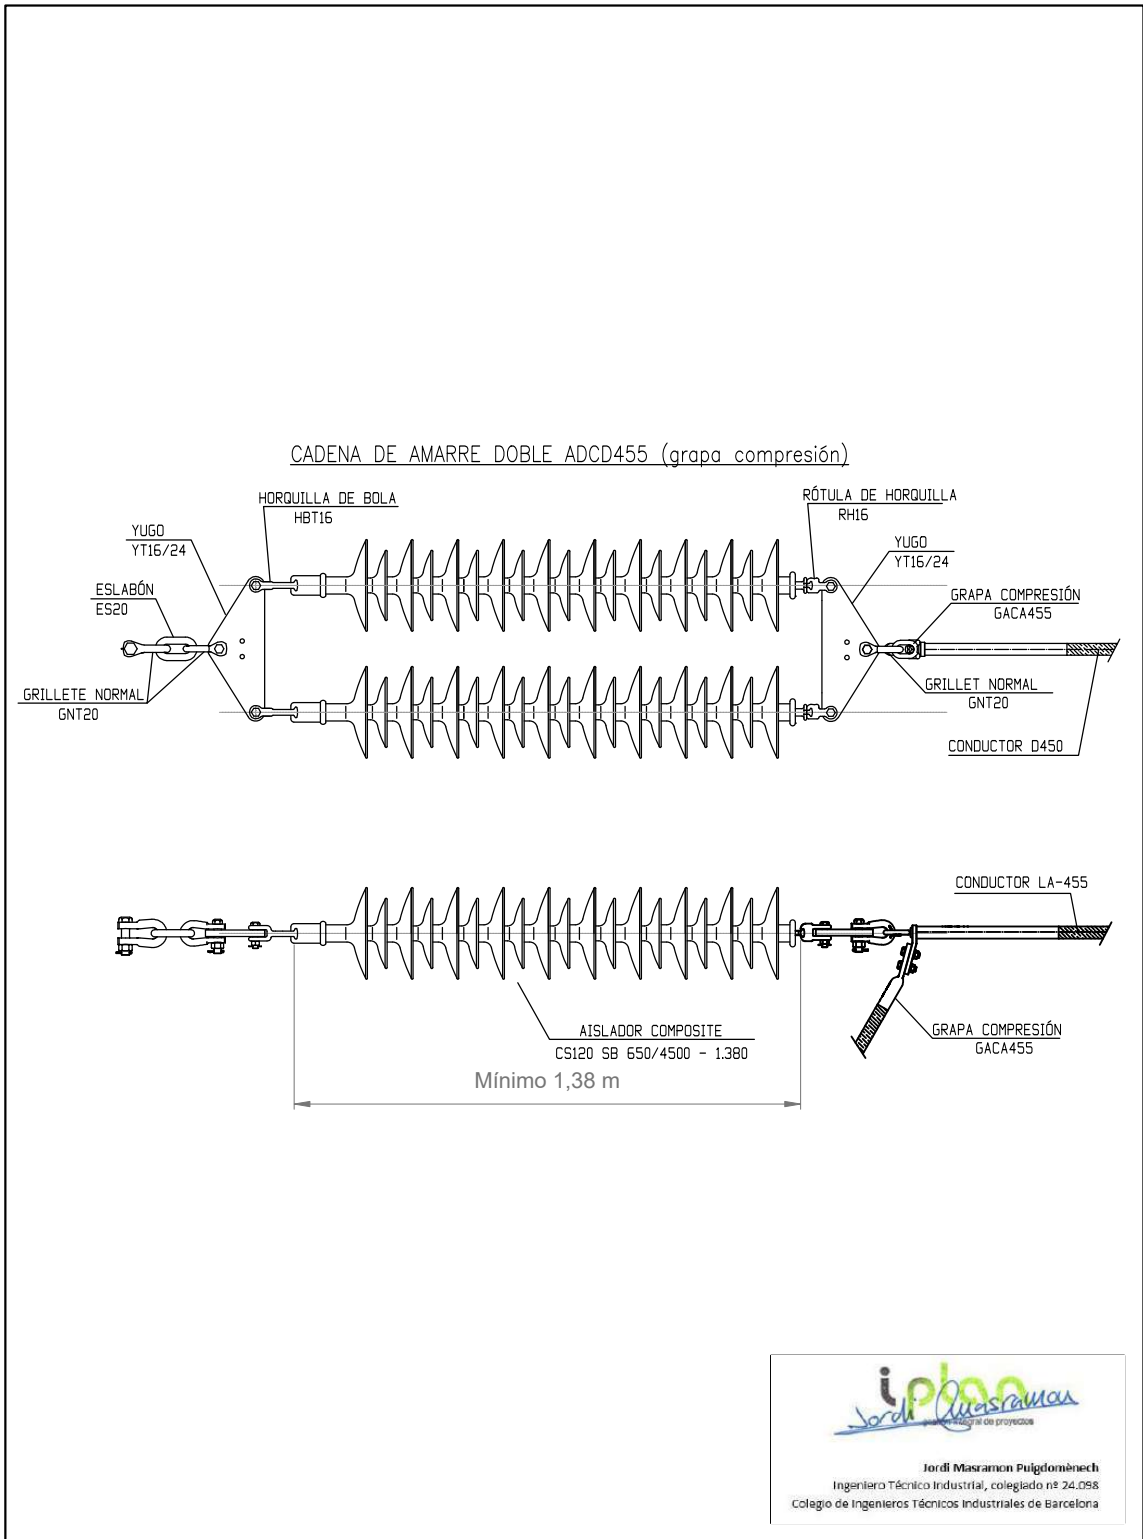 CADENA DE AMARRE DOBLE ADCD455 (grapa compresión)
HORQUILLA DE BOLA
HBT16
RÓTULA DE HORQUILLA
RH16
YUGO
YT16/24
YUGO
YT16/24
ESLABÓN
ES20
GRAPA COMPRESIÓN
GACA455
GRILLETE NORMAL
GNT20
GRILLET NORMAL
GNT20
CONDUCTOR D450
CONDUCTOR LA-455
AISLADOR COMPOSITE
CS120 SB 650/4500 - 1.380
GRAPA COMPRESIÓN
GACA455
Mínimo 1,38 m
iplan
Jordi Masramon
integral de proyectos
Jordi Masramon Puigdomènech
Ingeniero Técnico Industrial, colegiado nº 24.098
Colegio de Ingenieros Técnicos Industriales de Barcelona